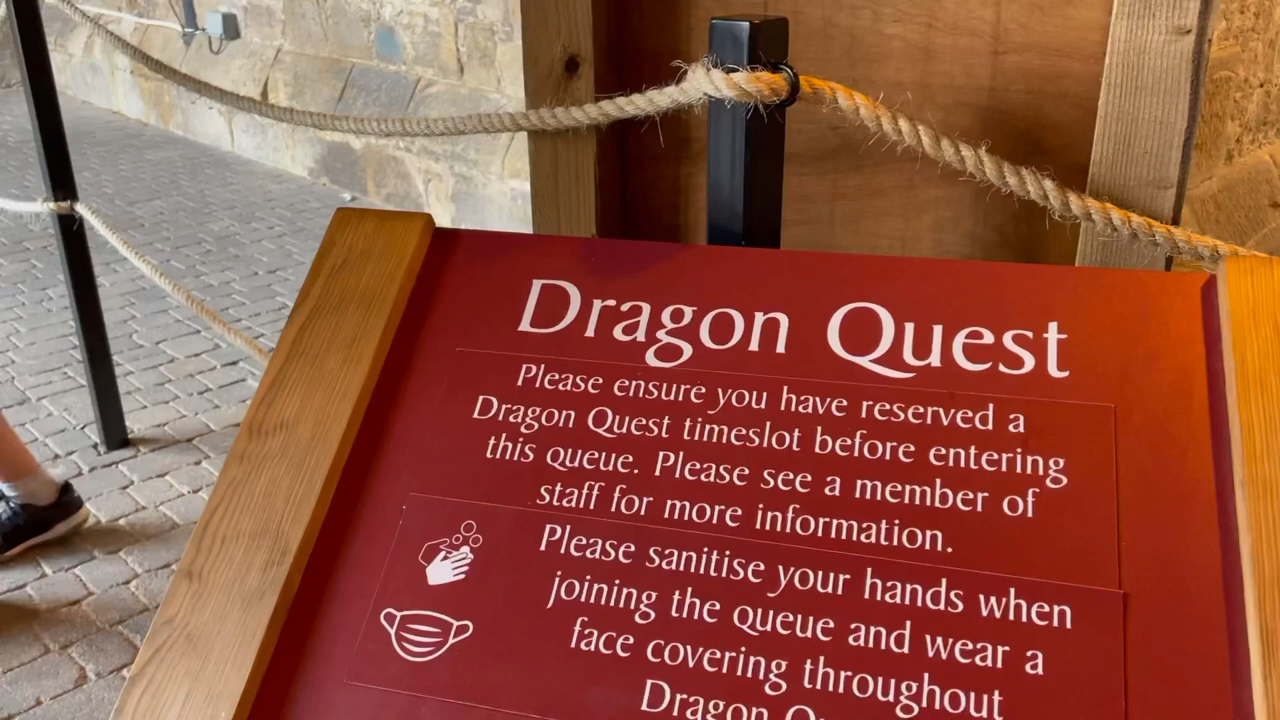 Dragon Quest
Please ensure you have reserved a
Dragon Quest timeslot before entering
this queue. Please see a member of
staff for more information.
Please sanitise your hands when
joining the queue and wear a
face covering throughout
Dragon